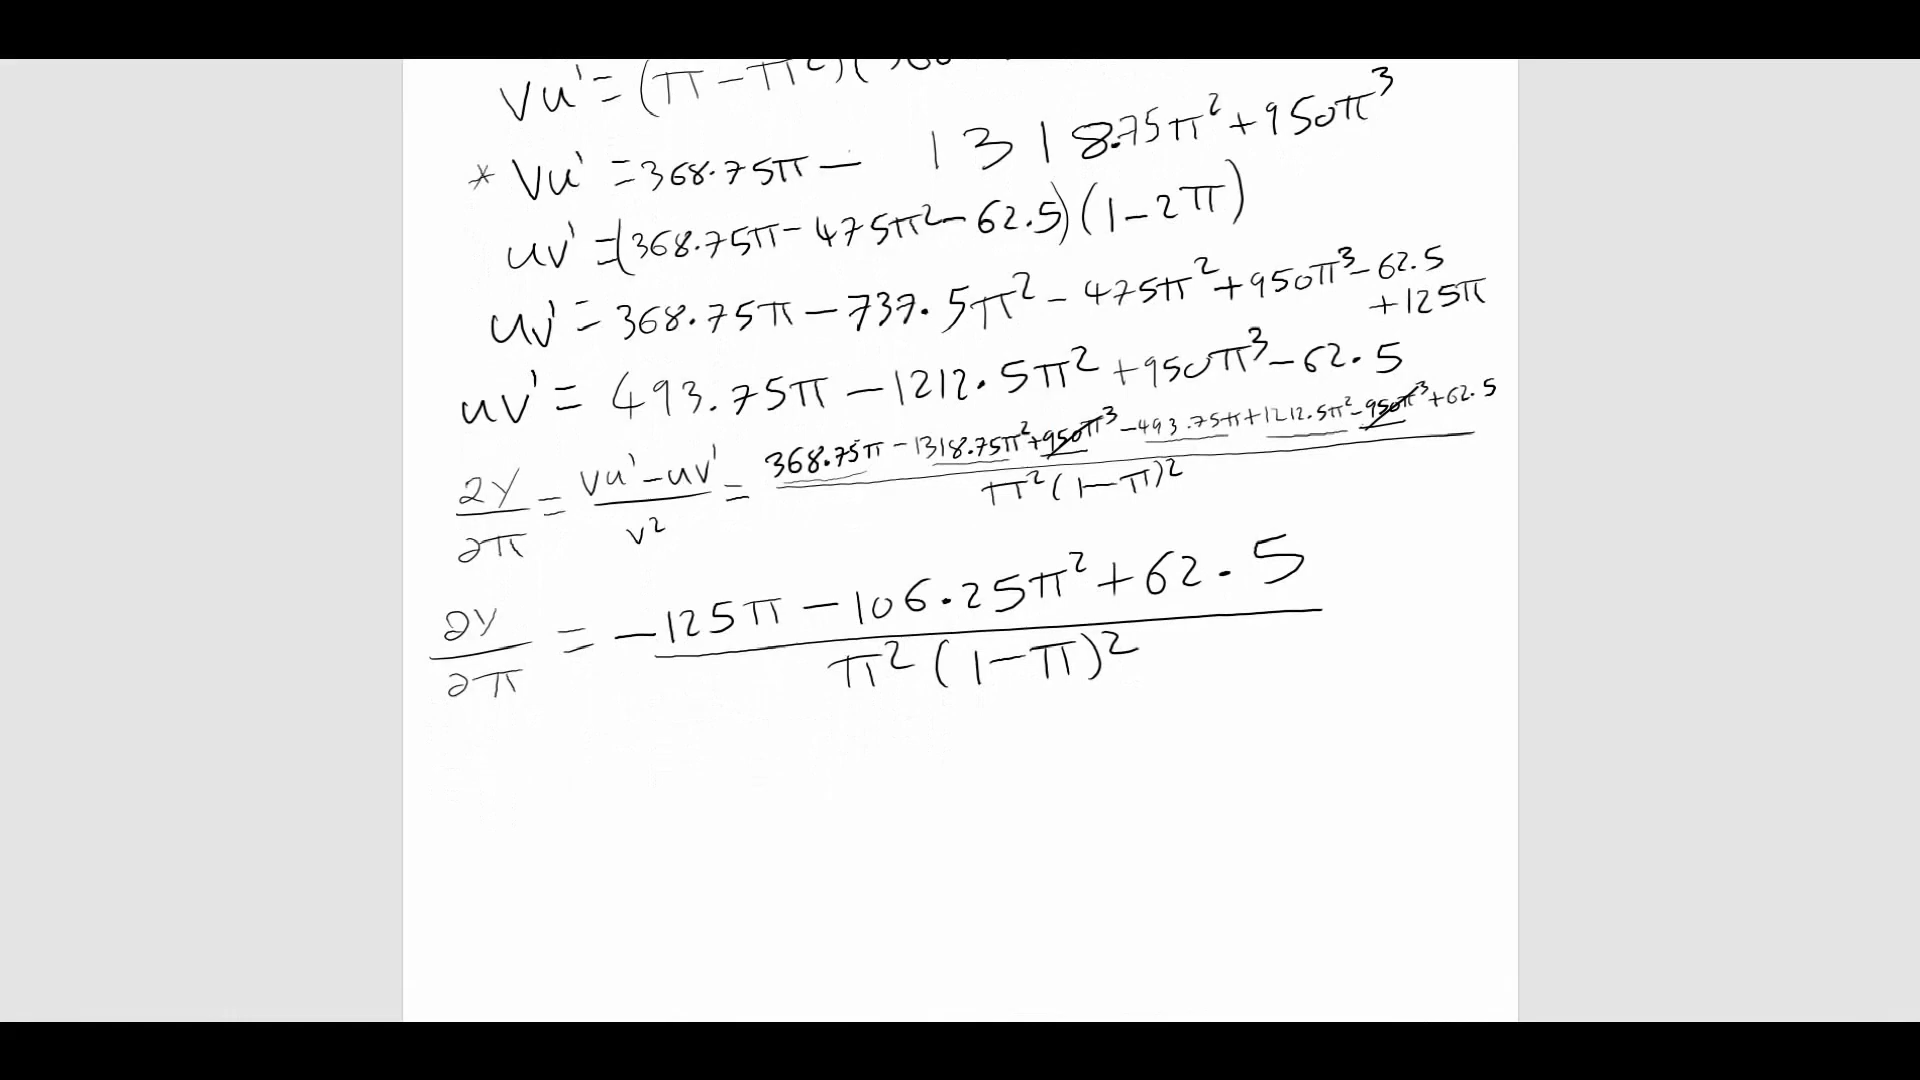 Vu' = (π − π²)(
* Vu' = 368.75π − 1318.75π² + 950π³
uv' = (368.75π − 475π² − 62.5)(1 − 2π)
uv' = 368.75π − 737.5π² − 475π² + 950π³ − 62.5
+ 125π
uv' = 493.75π − 1212.5π² + 950π³ − 62.5
∂Y/∂π = (Vu' − uv')/v² = (368.75π − 1318.75π² + 950π³ − 493.75π + 1212.5π² − 950π³ + 62.5)/(π²(1 − π)²)
∂Y/∂π = (−125π − 106.25π² + 62.5)/(π²(1 − π)²)